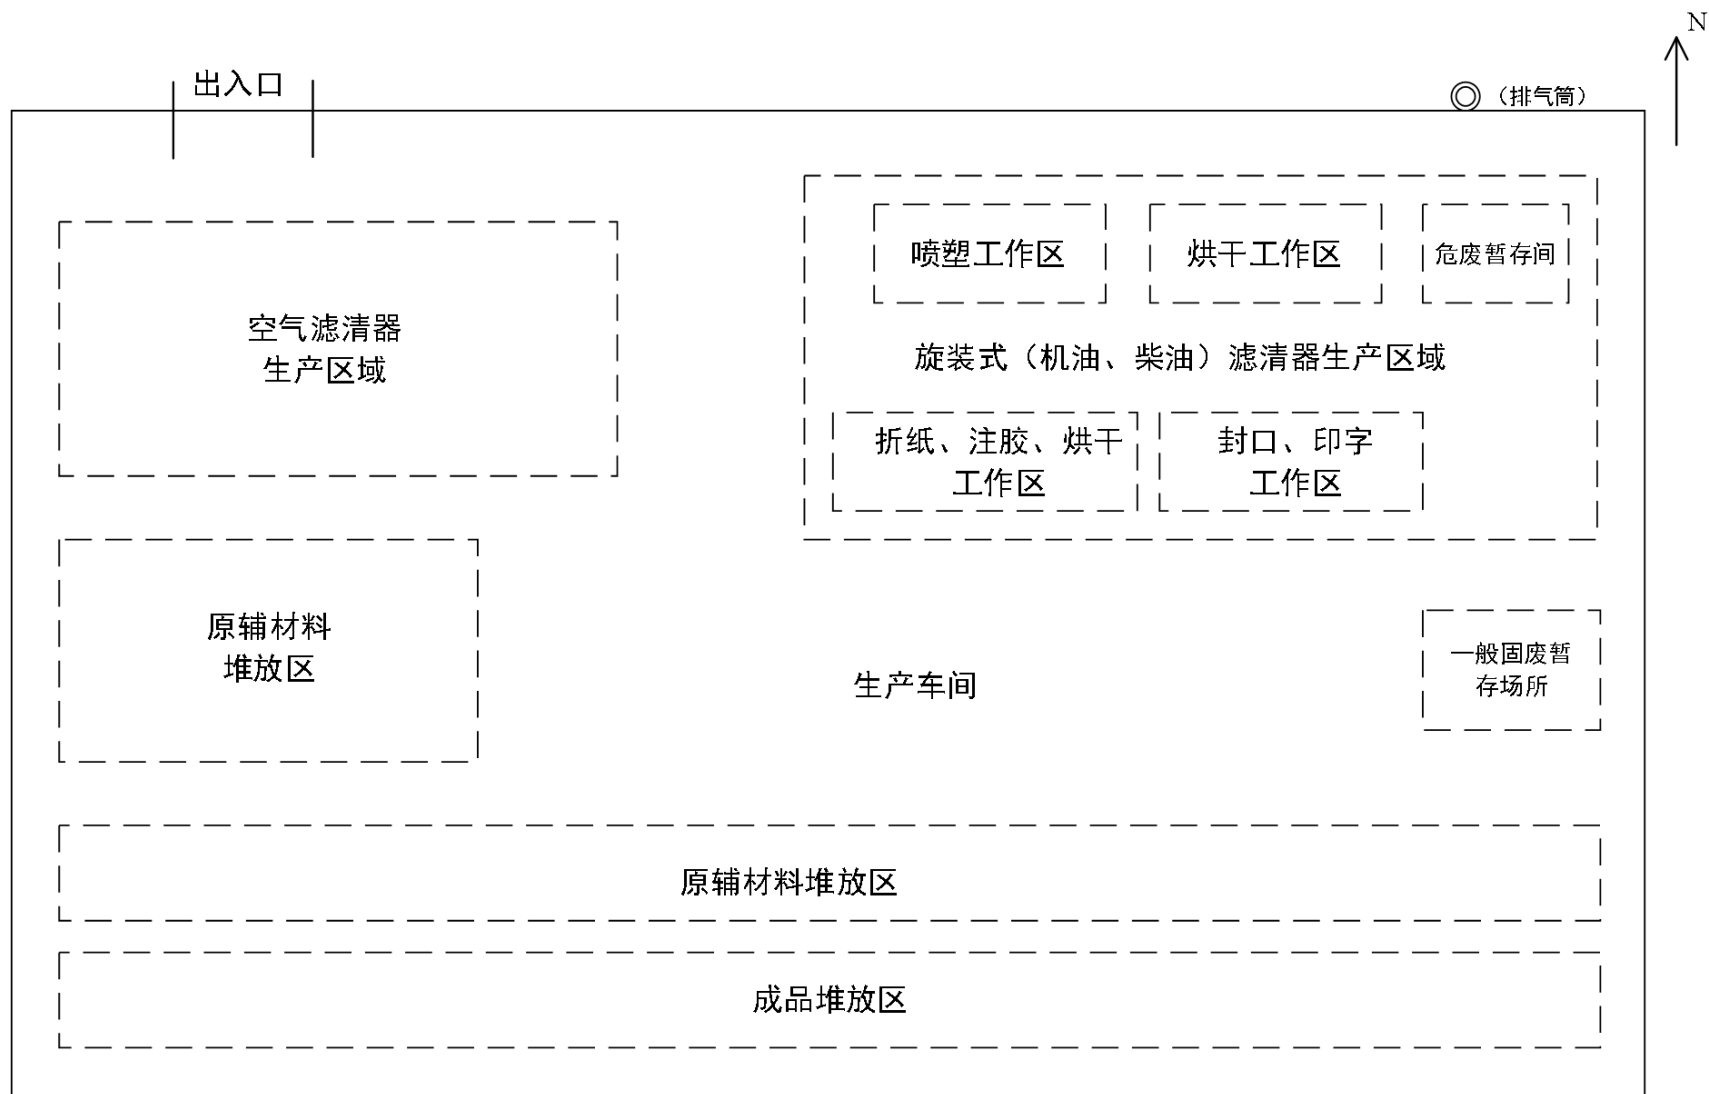 N
出入口
（排气筒）
喷塑工作区
烘干工作区
危废暂存间
空气滤清器
生产区域
旋装式（机油、柴油）滤清器生产区域
折纸、注胶、烘干
工作区
封口、印字
工作区
原辅材料
堆放区
一般固废暂
存场所
生产车间
原辅材料堆放区
成品堆放区